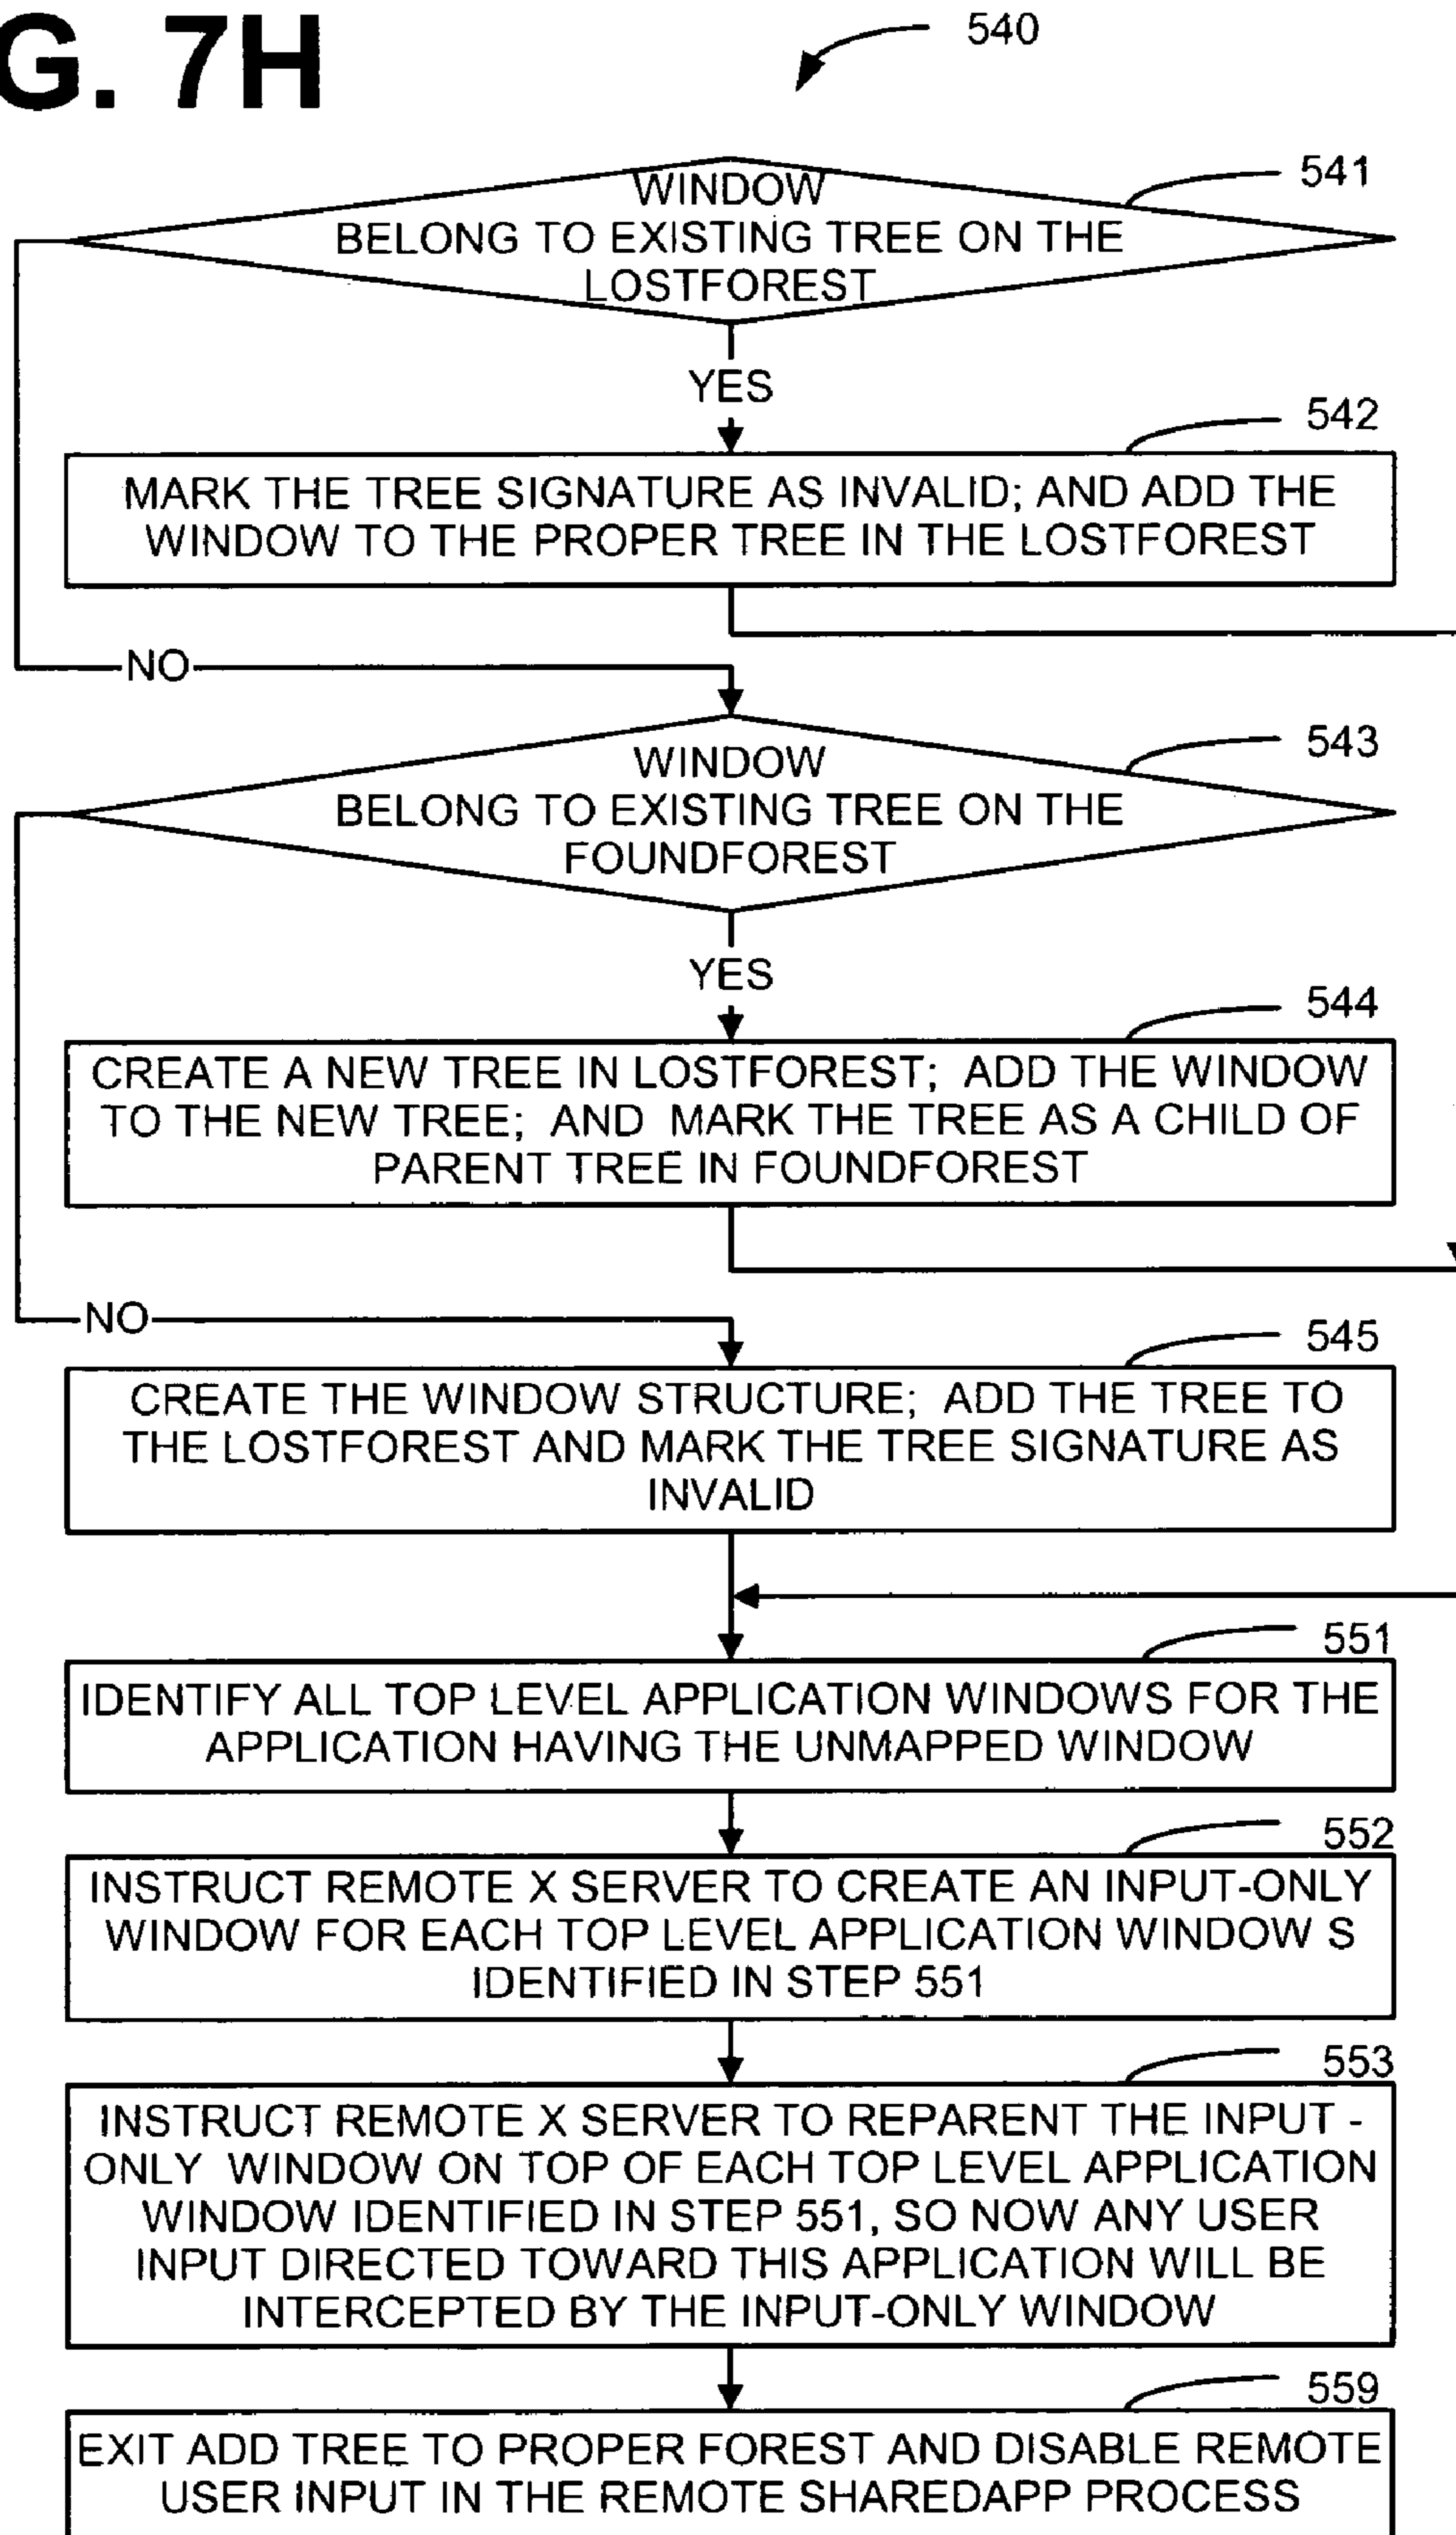 G. 7H
540
541
WINDOW
BELONG TO EXISTING TREE ON THE
LOSTFOREST
YES
542
MARK THE TREE SIGNATURE AS INVALID; AND ADD THE
WINDOW TO THE PROPER TREE IN THE LOSTFOREST
NO
543
WINDOW
BELONG TO EXISTING TREE ON THE
FOUNDFOREST
YES
544
CREATE A NEW TREE IN LOSTFOREST; ADD THE WINDOW
TO THE NEW TREE; AND MARK THE TREE AS A CHILD OF
PARENT TREE IN FOUNDFOREST
NO
545
CREATE THE WINDOW STRUCTURE; ADD THE TREE TO
THE LOSTFOREST AND MARK THE TREE SIGNATURE AS
INVALID
551
IDENTIFY ALL TOP LEVEL APPLICATION WINDOWS FOR THE
APPLICATION HAVING THE UNMAPPED WINDOW
552
INSTRUCT REMOTE X SERVER TO CREATE AN INPUT-ONLY
WINDOW FOR EACH TOP LEVEL APPLICATION WINDOW S
IDENTIFIED IN STEP 551
553
INSTRUCT REMOTE X SERVER TO REPARENT THE INPUT -
ONLY WINDOW ON TOP OF EACH TOP LEVEL APPLICATION
WINDOW IDENTIFIED IN STEP 551, SO NOW ANY USER
INPUT DIRECTED TOWARD THIS APPLICATION WILL BE
INTERCEPTED BY THE INPUT-ONLY WINDOW
559
EXIT ADD TREE TO PROPER FOREST AND DISABLE REMOTE
USER INPUT IN THE REMOTE SHAREDAPP PROCESS